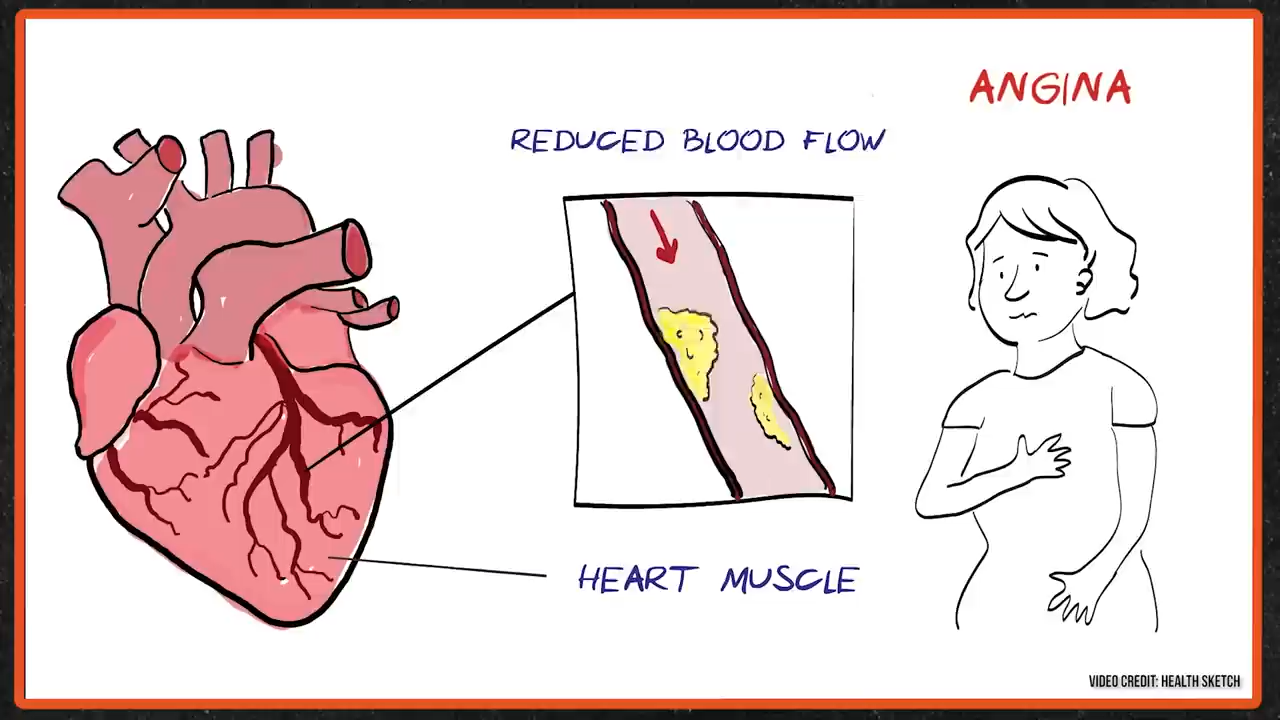 ANGINA
REDUCED BLOOD FLOW
HEART MUSCLE
VIDEO CREDIT: HEALTH SKETCH